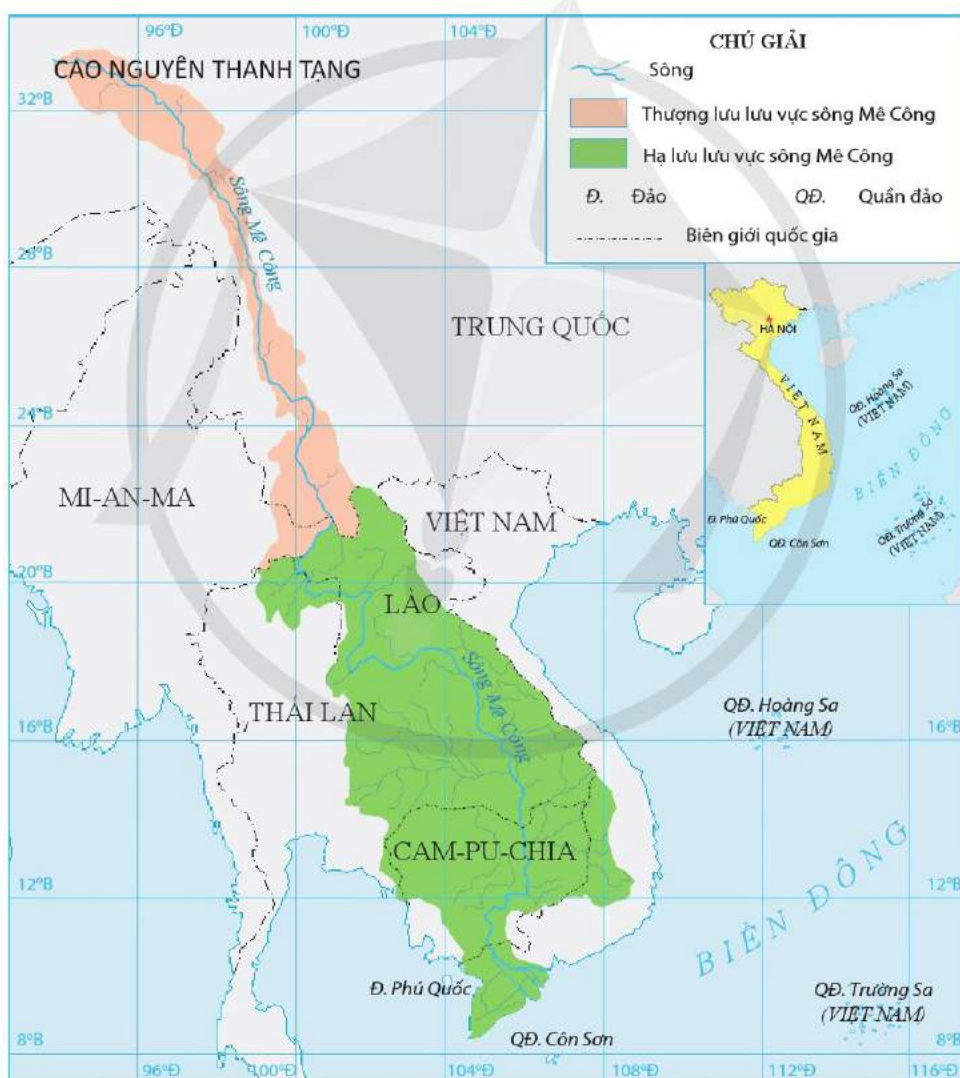 96°Đ
100°Đ
104°Đ
CHÚ GIẢI
Sông
Thượng lưu lưu vực sông Mê Công
Hạ lưu lưu vực sông Mê Công
Đ. Đảo
QĐ. Quần đảo
Biên giới quốc gia
CAO NGUYÊN THANH TẠNG
32°B
Sông Mê Công
28°B
TRUNG QUỐC
HÀ NỘI
VIỆT NAM
QĐ. Hoàng Sa
(VIỆT NAM)
BIỂN ĐÔNG
Đ. Phú Quốc
QĐ. Trường Sa
(VIỆT NAM)
QĐ. Côn Sơn
24°B
MI-AN-MA
VIỆT NAM
20°B
LÀO
Sông Mê Công
THÁI LAN
QĐ. Hoàng Sa
(VIỆT NAM)
16°B
16°B
CAM-PU-CHIA
12°B
12°B
BIỂN ĐÔNG
Đ. Phú Quốc
QĐ. Trường Sa
(VIỆT NAM)
QĐ. Côn Sơn
8°B
8°B
96°Đ
100°Đ
104°Đ
108°Đ
112°Đ
116°Đ